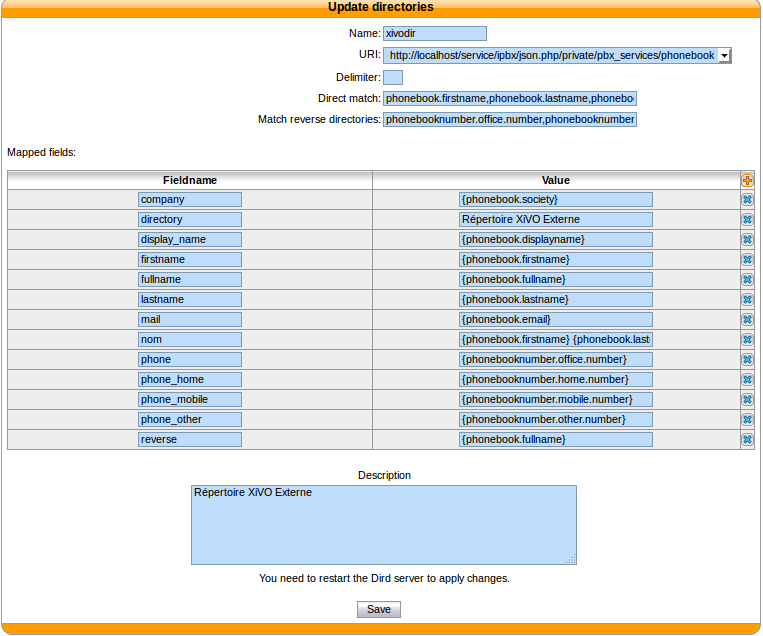 Update directories
Name: xivodir
URI: http://localhost/service/ipbx/json.php/private/pbx_services/phonebook
Delimiter:
Direct match: phonebook.firstname,phonebook.lastname,phonebo
Match reverse directories: phonebooknumber.office.number,phonebooknumber
Mapped fields:
Fieldname Value
company {phonebook.society}
directory Répertoire XiVO Externe
display_name {phonebook.displayname}
firstname {phonebook.firstname}
fullname {phonebook.fullname}
lastname {phonebook.lastname}
mail {phonebook.email}
nom {phonebook.firstname} {phonebook.last
phone {phonebooknumber.office.number}
phone_home {phonebooknumber.home.number}
phone_mobile {phonebooknumber.mobile.number}
phone_other {phonebooknumber.other.number}
reverse {phonebook.fullname}
Description
Répertoire XiVO Externe
You need to restart the Dird server to apply changes.
Save